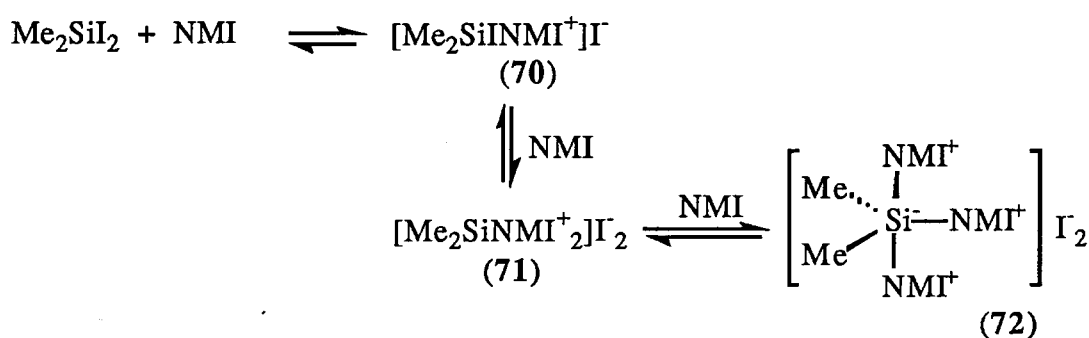 Me₂SiI₂ + NMI ⇌ [Me₂SiINMI⁺]I⁻
(70)
NMI
[Me₂SiNMI⁺₂]I⁻₂
(71)
NMI
NMI⁺
Me
Si⁻
NMI⁺
I⁻₂
Me
NMI⁺
(72)